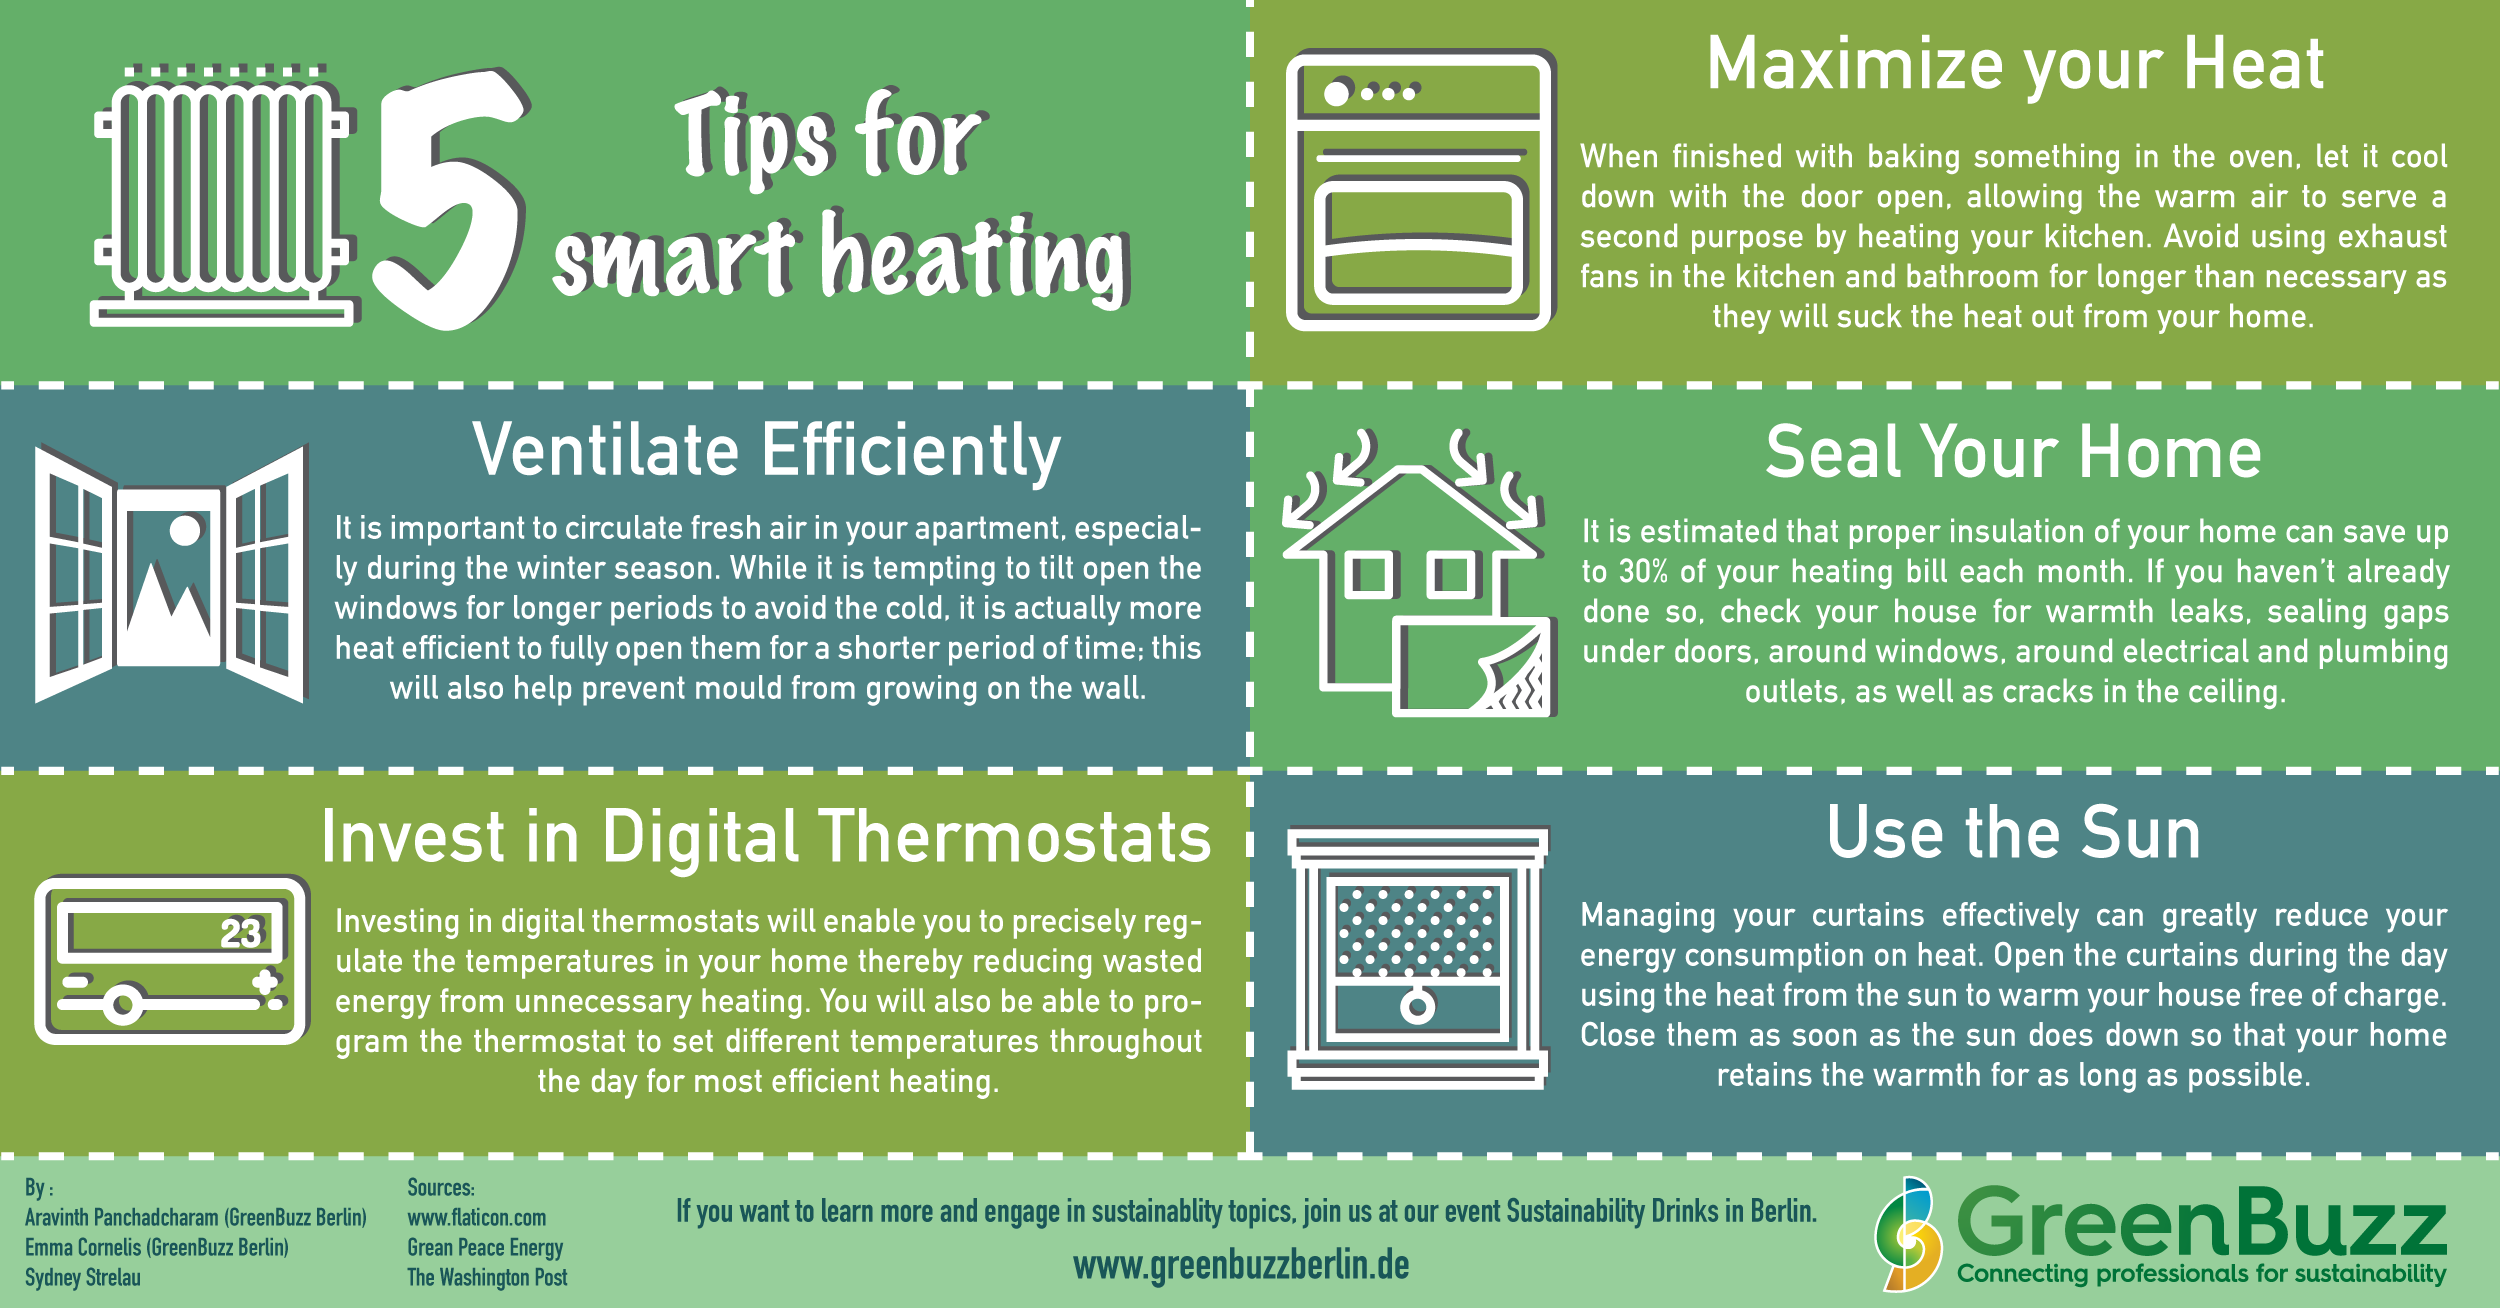 5 Tips for
smart heating
Maximize your Heat
When finished with baking something in the oven, let it cool
down with the door open, allowing the warm air to serve a
second purpose by heating your kitchen. Avoid using exhaust
fans in the kitchen and bathroom for longer than necessary as
they will suck the heat out from your home.
Ventilate Efficiently
It is important to circulate fresh air in your apartment, especial-
ly during the winter season. While it is tempting to tilt open the
windows for longer periods to avoid the cold, it is actually more
heat efficient to fully open them for a shorter period of time; this
will also help prevent mould from growing on the wall.
Seal Your Home
It is estimated that proper insulation of your home can save up
to 30% of your heating bill each month. If you haven't already
done so, check your house for warmth leaks, sealing gaps
under doors, around windows, around electrical and plumbing
outlets, as well as cracks in the ceiling.
Invest in Digital Thermostats
23
Investing in digital thermostats will enable you to precisely reg-
ulate the temperatures in your home thereby reducing wasted
energy from unnecessary heating. You will also be able to pro-
gram the thermostat to set different temperatures throughout
the day for most efficient heating.
Use the Sun
Managing your curtains effectively can greatly reduce your
energy consumption on heat. Open the curtains during the day
using the heat from the sun to warm your house free of charge.
Close them as soon as the sun does down so that your home
retains the warmth for as long as possible.
By :
Aravinth Panchadcharam (GreenBuzz Berlin)
Emma Cornelis (GreenBuzz Berlin)
Sydney Strelau
Sources:
www.flaticon.com
Grean Peace Energy
The Washington Post
If you want to learn more and engage in sustainablity topics, join us at our event Sustainability Drinks in Berlin.
www.greenbuzzberlin.de
GreenBuzz
Connecting professionals for sustainability